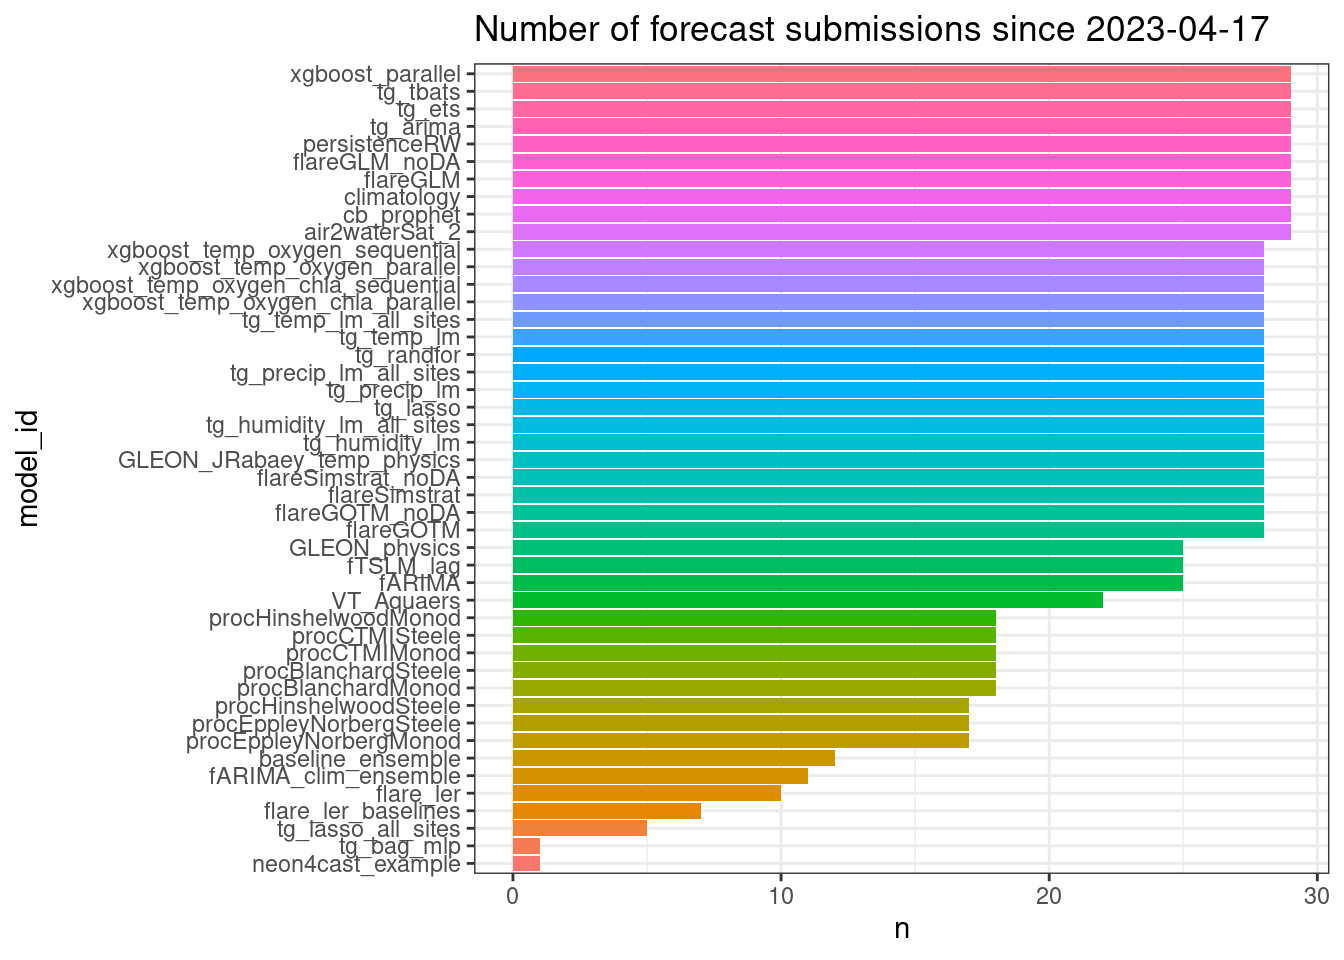 Number of forecast submissions since 2023-04-17
xgboost_parallel
tg_tbats
tg_ets
tg_arima
persistenceRW
flareGLM_noDA
flareGLM
climatology
cb_prophet
air2waterSat_2
xgboost_temp_oxygen_sequential
xgboost_temp_oxygen_parallel
xgboost_temp_oxygen_chla_sequential
xgboost_temp_oxygen_chla_parallel
tg_temp_lm_all_sites
tg_temp_lm
tg_randfor
tg_precip_lm_all_sites
tg_precip_lm
tg_lasso
tg_humidity_lm_all_sites
tg_humidity_lm
GLEON_JRabaey_temp_physics
flareSimstrat_noDA
flareSimstrat
flareGOTM_noDA
flareGOTM
GLEON_physics
fTSLM_lag
fARIMA
VT_Aquaers
procHinshelwoodMonod
procCTMISteele
procCTMIMonod
procBlanchardSteele
procBlanchardMonod
procHinshelwoodSteele
procEppleyNorbergSteele
procEppleyNorbergMonod
baseline_ensemble
fARIMA_clim_ensemble
flare_ler
flare_ler_baselines
tg_lasso_all_sites
tg_bag_mlp
neon4cast_example
model_id
0 10 20 30
n